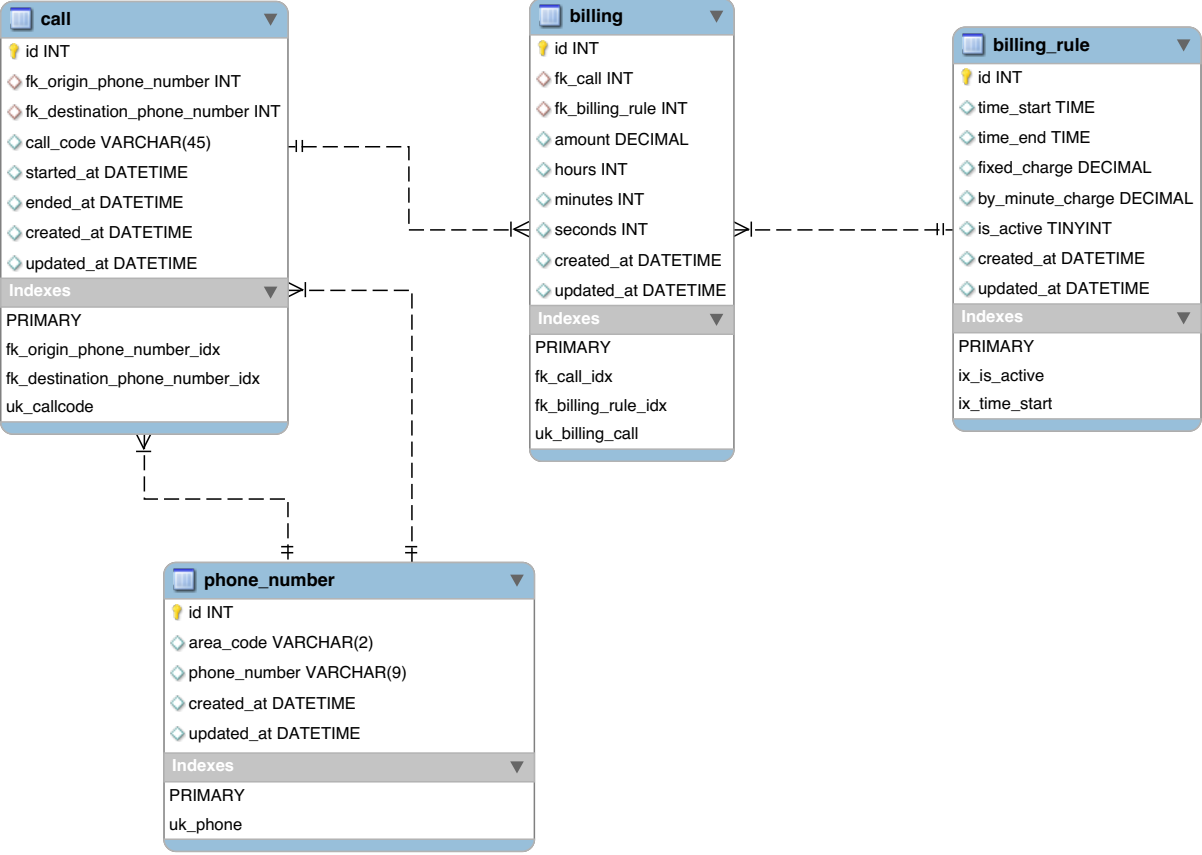 call
id INT
fk_origin_phone_number INT
fk_destination_phone_number INT
call_code VARCHAR(45)
started_at DATETIME
ended_at DATETIME
created_at DATETIME
updated_at DATETIME
Indexes
PRIMARY
fk_origin_phone_number_idx
fk_destination_phone_number_idx
uk_callcode
billing
id INT
fk_call INT
fk_billing_rule INT
amount DECIMAL
hours INT
minutes INT
seconds INT
created_at DATETIME
updated_at DATETIME
Indexes
PRIMARY
fk_call_idx
fk_billing_rule_idx
uk_billing_call
billing_rule
id INT
time_start TIME
time_end TIME
fixed_charge DECIMAL
by_minute_charge DECIMAL
is_active TINYINT
created_at DATETIME
updated_at DATETIME
Indexes
PRIMARY
ix_is_active
ix_time_start
phone_number
id INT
area_code VARCHAR(2)
phone_number VARCHAR(9)
created_at DATETIME
updated_at DATETIME
Indexes
PRIMARY
uk_phone